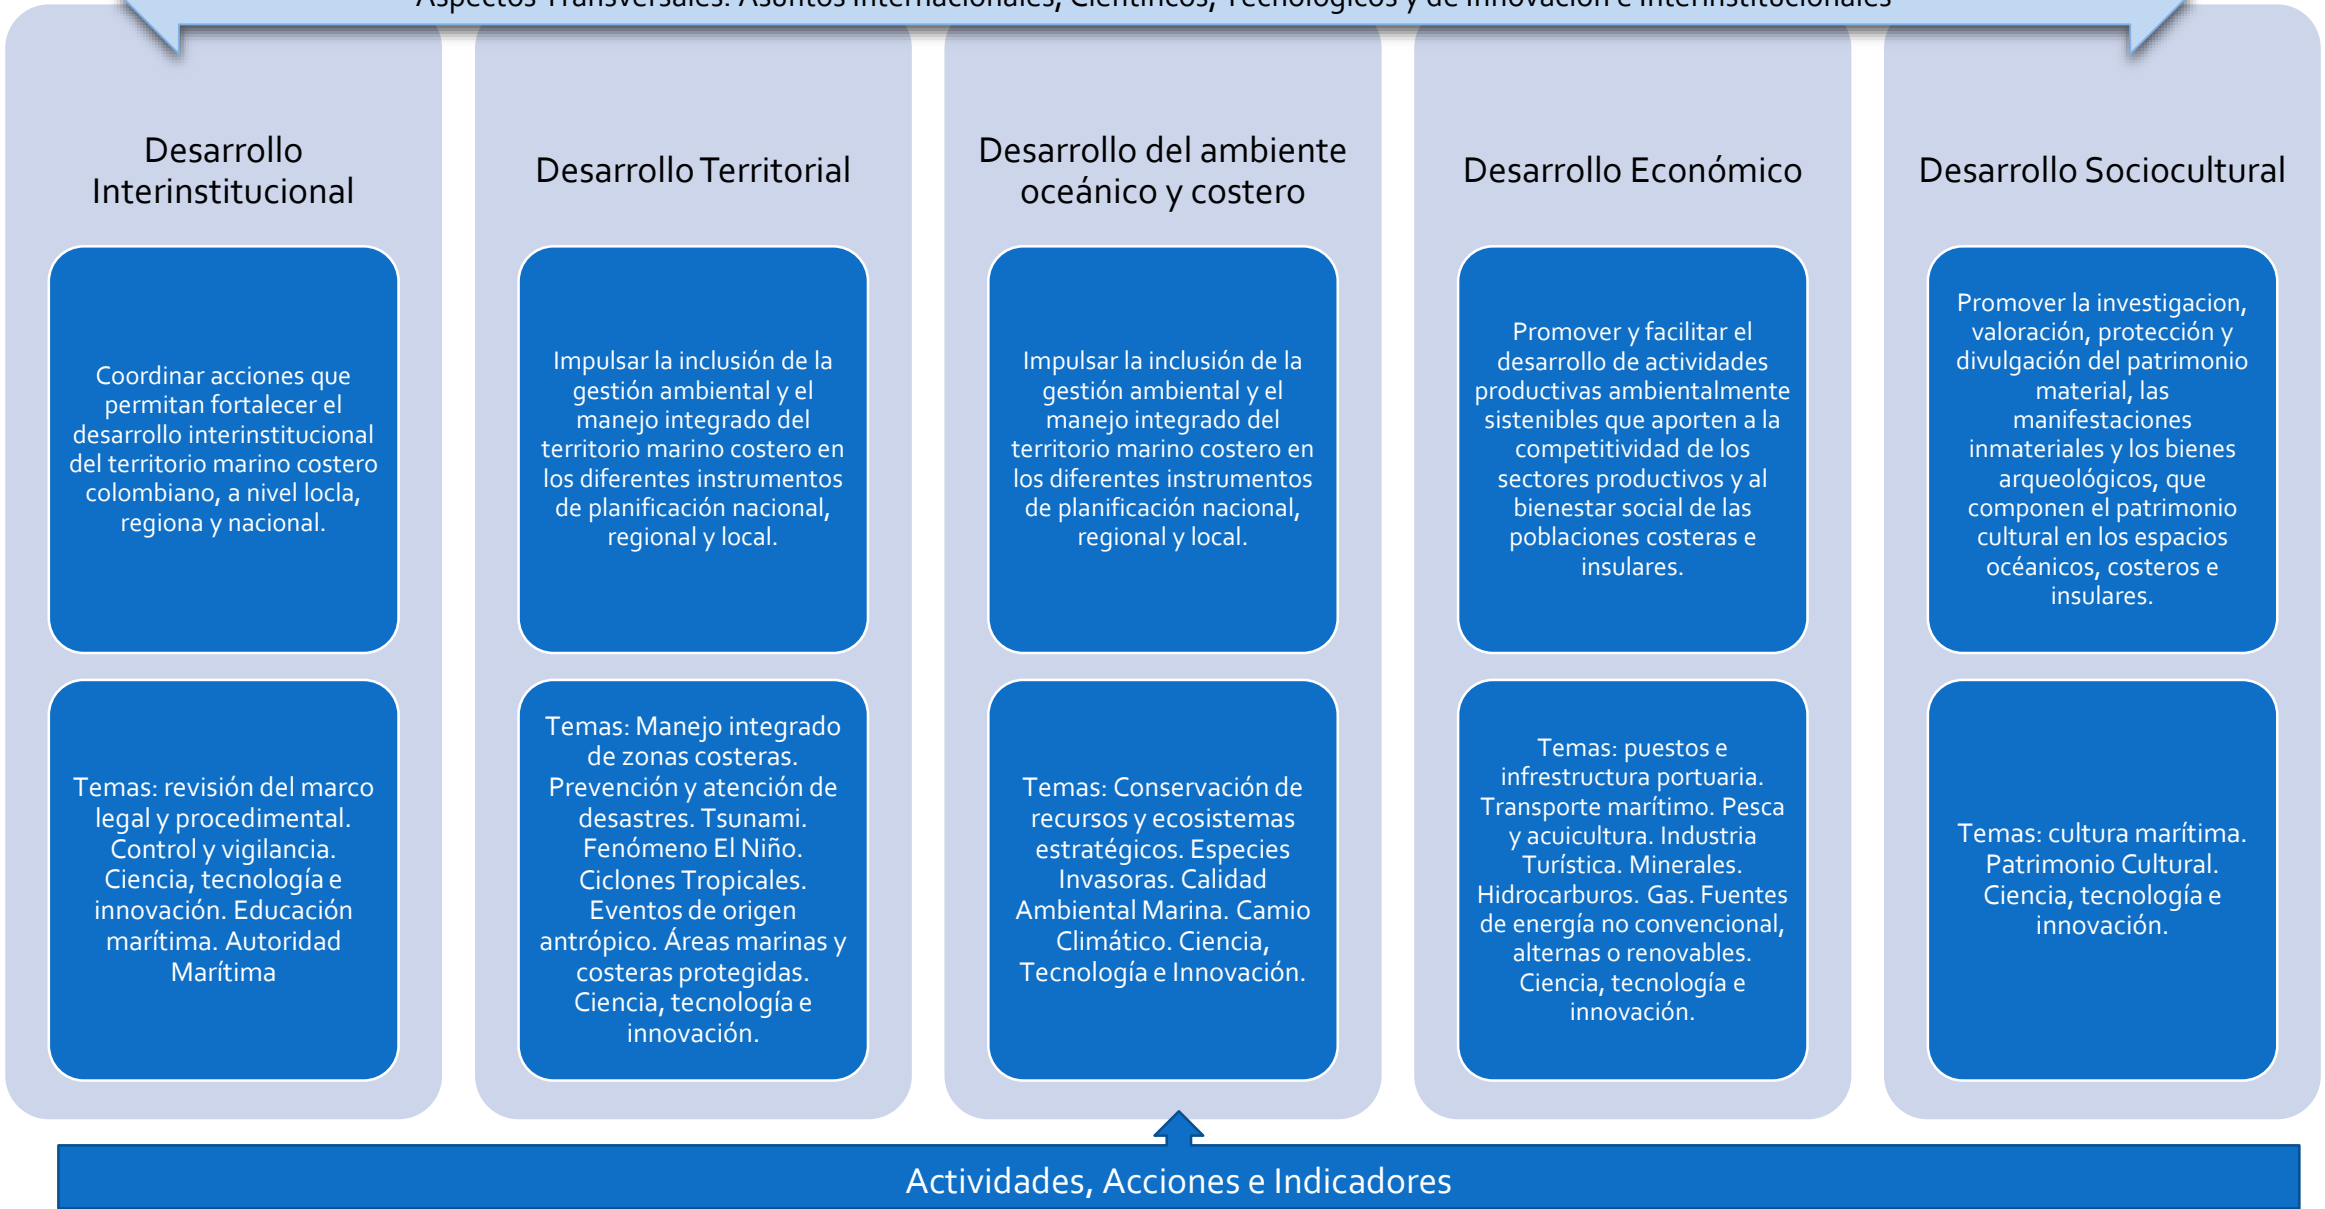 Aspectos Transversales: Asuntos Internacionales, Científicos, Tecnológicos y de Innovación e Interinstitucionales
Desarrollo
Interinstitucional
Coordinar acciones que
permitan fortalecer el
desarrollo interinstitucional
del territorio marino costero
colombiano, a nivel locla,
regiona y nacional.
Temas: revisión del marco
legal y procedimental.
Control y vigilancia.
Ciencia, tecnología e
innovación. Educación
marítima. Autoridad
Marítima
Desarrollo Territorial
Impulsar la inclusión de la
gestión ambiental y el
manejo integrado del
territorio marino costero en
los diferentes instrumentos
de planificación nacional,
regional y local.
Temas: Manejo integrado
de zonas costeras.
Prevención y atención de
desastres. Tsunami.
Fenómeno El Niño.
Ciclones Tropicales.
Eventos de origen
antrópico. Áreas marinas y
costeras protegidas.
Ciencia, tecnología e
innovación.
Desarrollo del ambiente
oceánico y costero
Impulsar la inclusión de la
gestión ambiental y el
manejo integrado del
territorio marino costero en
los diferentes instrumentos
de planificación nacional,
regional y local.
Temas: Conservación de
recursos y ecosistemas
estratégicos. Especies
Invasoras. Calidad
Ambiental Marina. Camio
Climático. Ciencia,
Tecnología e Innovación.
Desarrollo Económico
Promover y facilitar el
desarrollo de actividades
productivas ambientalmente
sistenibles que aporten a la
competitividad de los
sectores productivos y al
bienestar social de las
poblaciones costeras e
insulares.
Temas: puestos e
infrestructura portuaria.
Transporte marítimo. Pesca
y acuicultura. Industria
Turística. Minerales.
Hidrocarburos. Gas. Fuentes
de energía no convencional,
alternas o renovables.
Ciencia, tecnología e
innovación.
Desarrollo Sociocultural
Promover la investigacion,
valoración, protección y
divulgación del patrimonio
material, las
manifestaciones
inmateriales y los bienes
arqueológicos, que
componen el patrimonio
cultural en los espacios
océanicos, costeros e
insulares.
Temas: cultura marítima.
Patrimonio Cultural.
Ciencia, tecnología e
innovación.
Actividades, Acciones e Indicadores